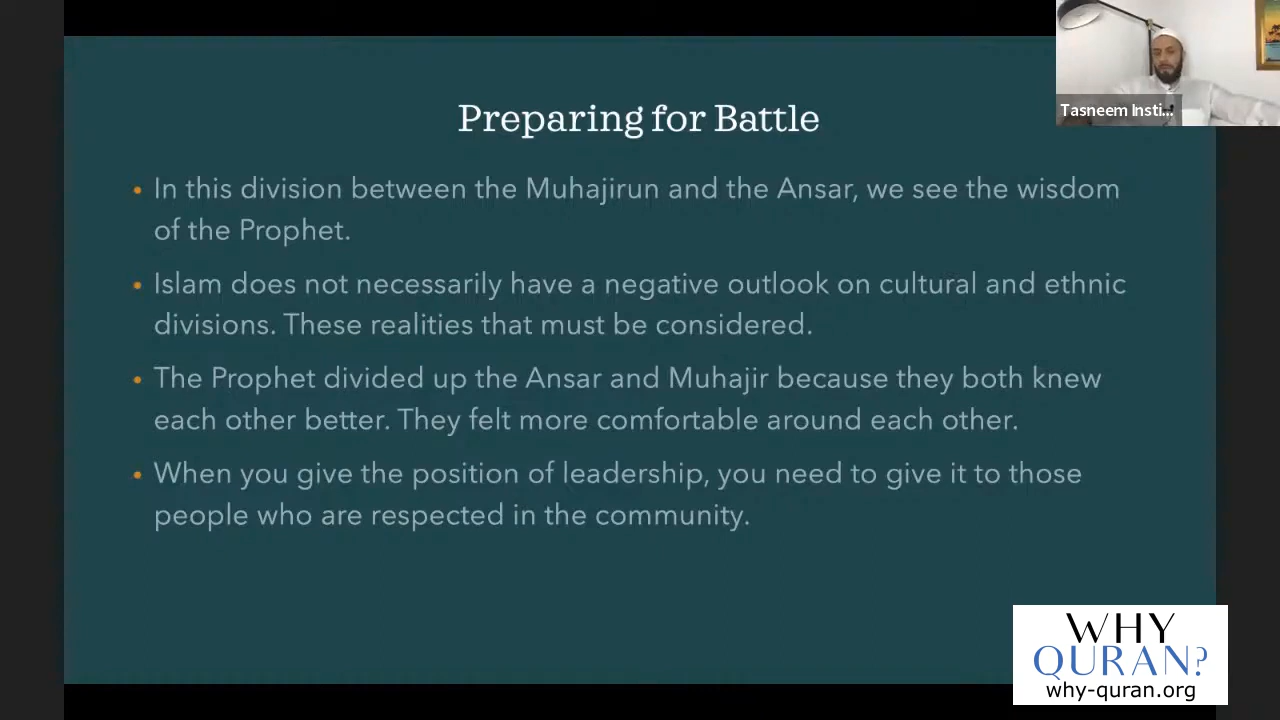 Preparing for Battle
Tasneem Insti...
• In this division between the Muhajirun and the Ansar, we see the wisdom
of the Prophet.
• Islam does not necessarily have a negative outlook on cultural and ethnic
divisions. These realities that must be considered.
• The Prophet divided up the Ansar and Muhajir because they both knew
each other better. They felt more comfortable around each other.
• When you give the position of leadership, you need to give it to those
people who are respected in the community.
WHY
QURAN?
why-quran.org